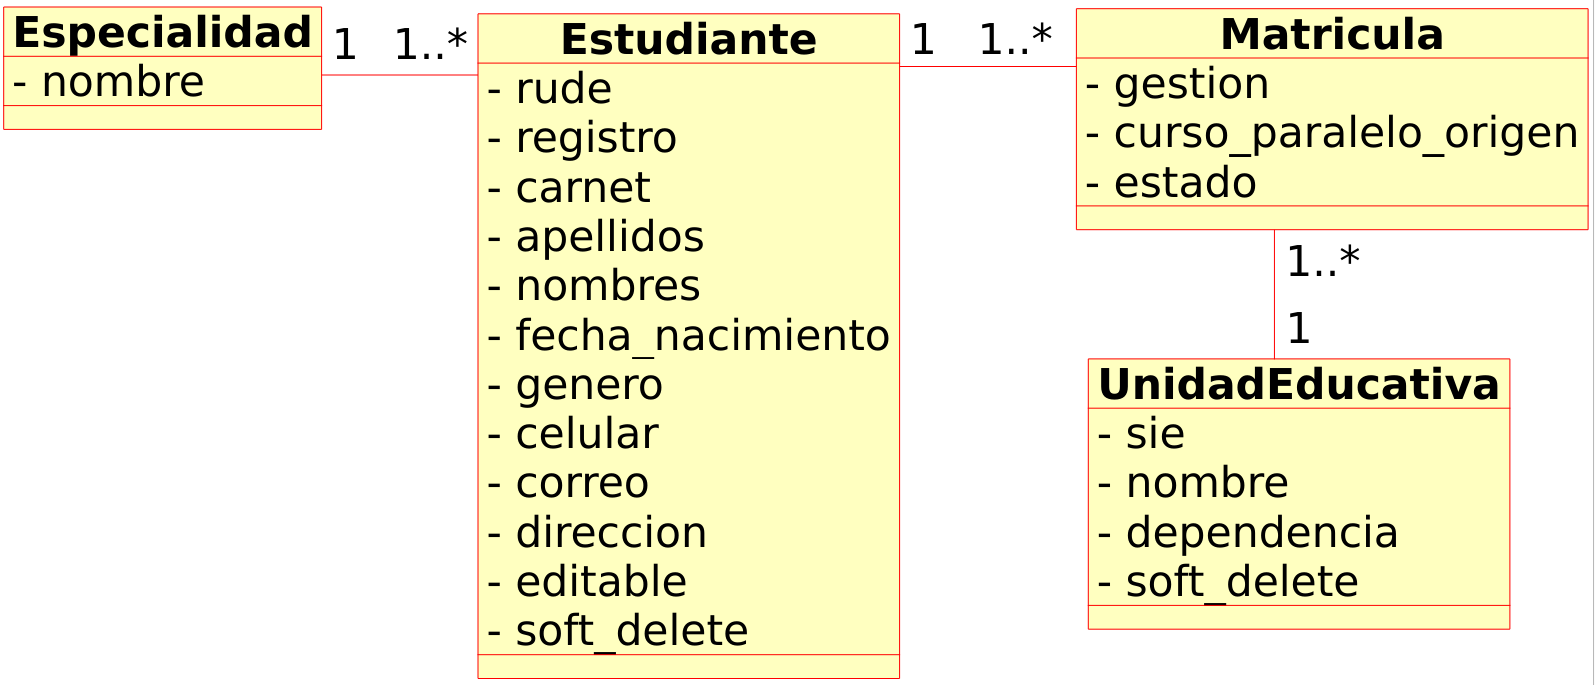 Especialidad
- nombre
1 1..*
Estudiante
- rude
- registro
- carnet
- apellidos
- nombres
- fecha_nacimiento
- genero
- celular
- correo
- direccion
- editable
- soft_delete
1 1..*
Matricula
- gestion
- curso_paralelo_origen
- estado
1..*
1
UnidadEducativa
- sie
- nombre
- dependencia
- soft_delete